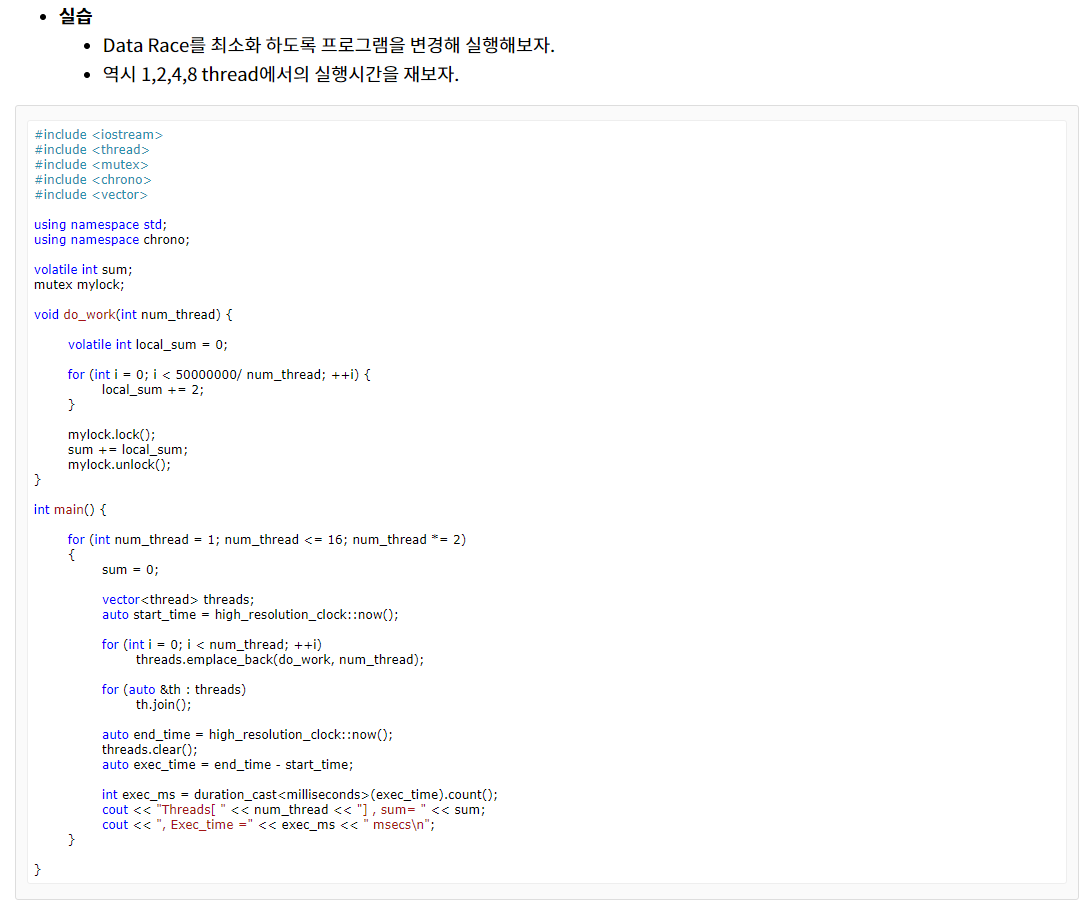 실습
Data Race를 최소화 하도록 프로그램을 변경해 실행해보자.
역시 1,2,4,8 thread에서의 실행시간을 재보자.
#include <iostream>
#include <thread>
#include <mutex>
#include <chrono>
#include <vector>
using namespace std;
using namespace chrono;
volatile int sum;
mutex mylock;
void do_work(int num_thread) {
volatile int local_sum = 0;
for (int i = 0; i < 50000000/ num_thread; ++i) {
local_sum += 2;
}
mylock.lock();
sum += local_sum;
mylock.unlock();
}
int main() {
for (int num_thread = 1; num_thread <= 16; num_thread *= 2)
{
sum = 0;
vector<thread> threads;
auto start_time = high_resolution_clock::now();
for (int i = 0; i < num_thread; ++i)
threads.emplace_back(do_work, num_thread);
for (auto &th : threads)
th.join();
auto end_time = high_resolution_clock::now();
threads.clear();
auto exec_time = end_time - start_time;
int exec_ms = duration_cast<milliseconds>(exec_time).count();
cout << "Threads[ " << num_thread << "] , sum= " << sum;
cout << ", Exec_time =" << exec_ms << " msecs\n";
}
}